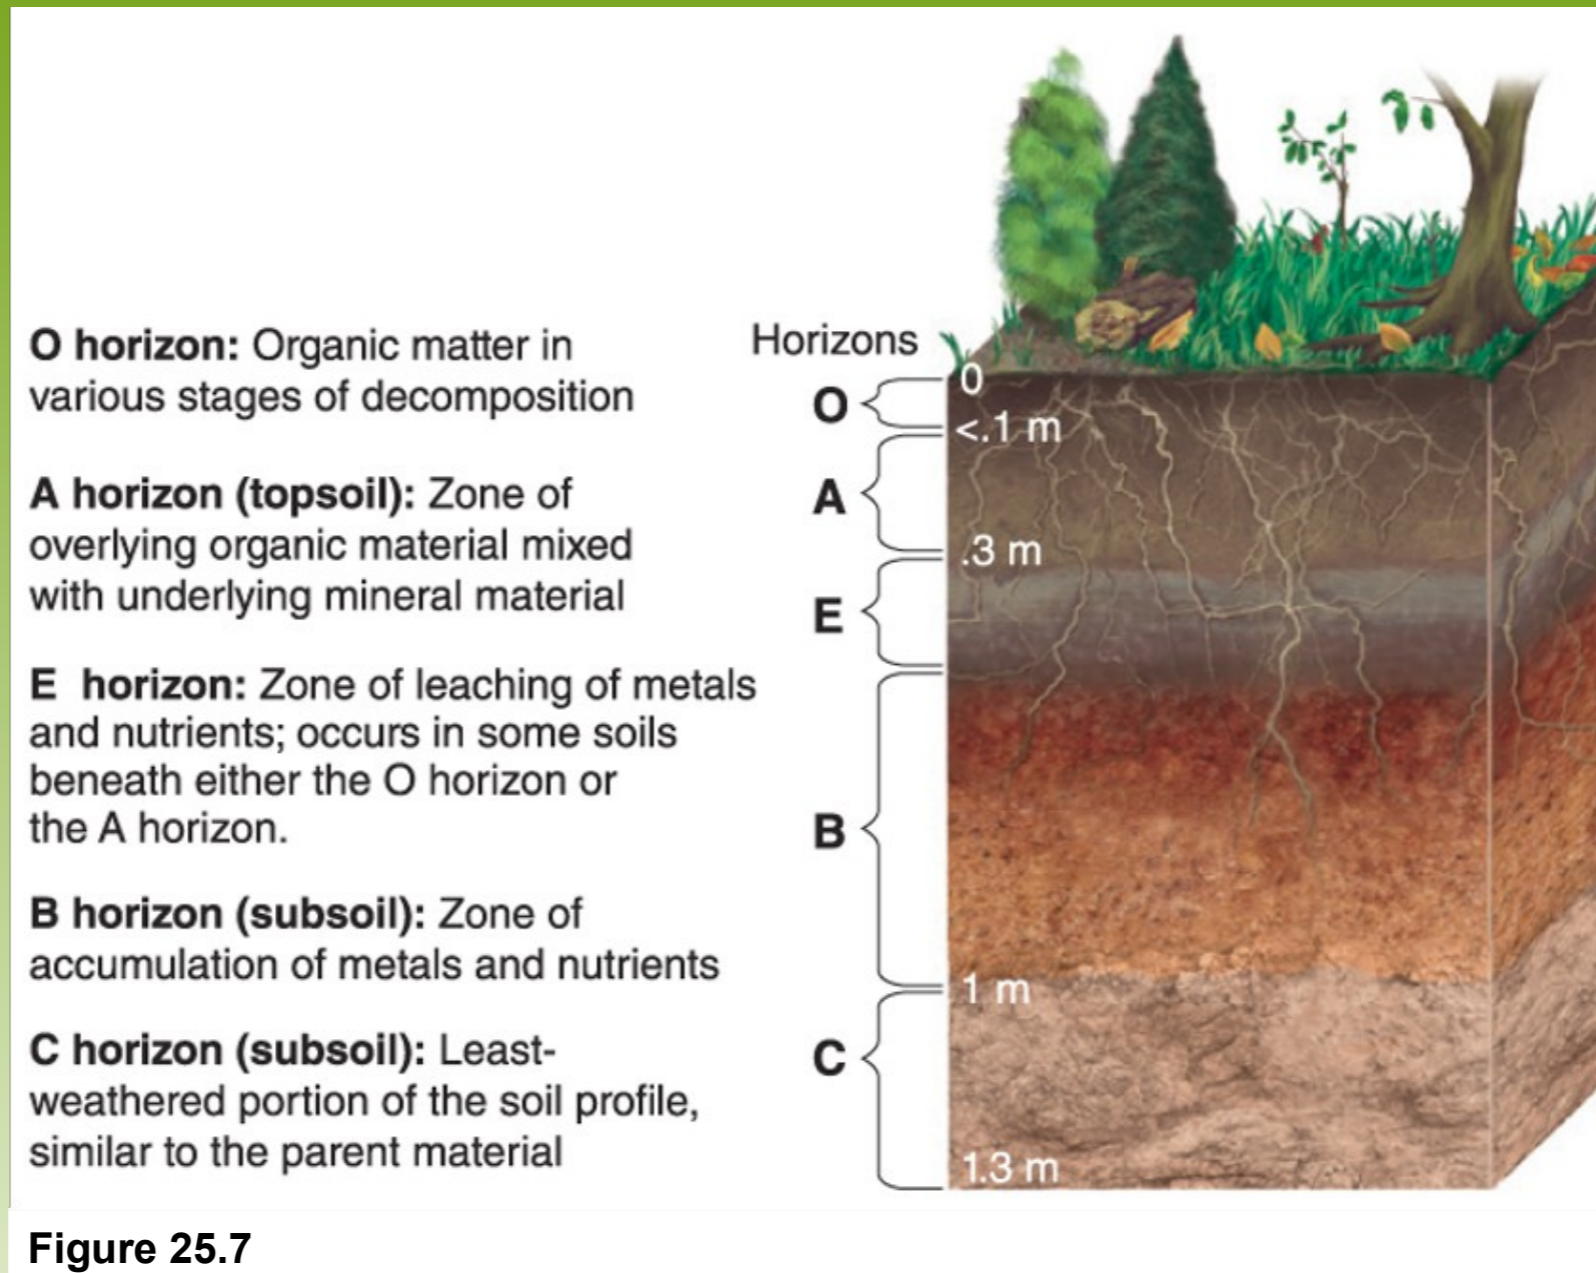 O horizon: Organic matter in
various stages of decomposition
A horizon (topsoil): Zone of
overlying organic material mixed
with underlying mineral material
E horizon: Zone of leaching of metals
and nutrients; occurs in some soils
beneath either the O horizon or
the A horizon.
B horizon (subsoil): Zone of
accumulation of metals and nutrients
C horizon (subsoil): Least-
weathered portion of the soil profile,
similar to the parent material
Horizons
O
A
E
B
C
0
<.1 m
.3 m
1 m
1.3 m
Figure 25.7